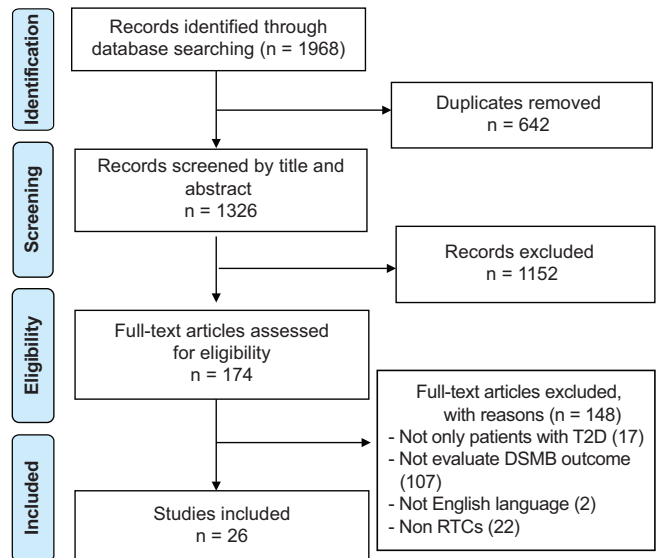 Identification
Records identified through
database searching (n = 1968)
Duplicates removed
n = 642
Screening
Records screened by title and
abstract
n = 1326
Records excluded
n = 1152
Eligibility
Full-text articles assessed
for eligibility
n = 174
Full-text articles excluded,
with reasons (n = 148)
- Not only patients with T2D (17)
- Not evaluate DSMB outcome
(107)
- Not English language (2)
- Non RTCs (22)
Included
Studies included
n = 26